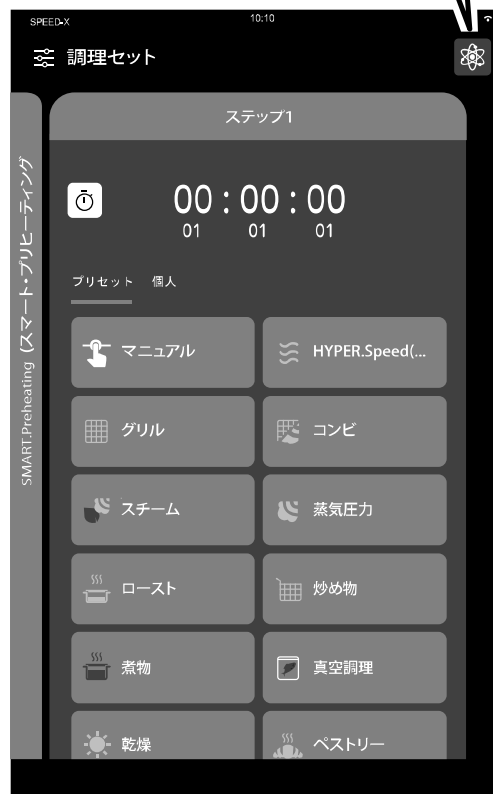 SPEED-X
10:10
調理セット
ステップ1
00 : 00 : 00
01 01 01
プリセット 個人
マニュアル
HYPER.Speed(...
グリル
コンビ
スチーム
蒸気圧力
ロースト
炒め物
煮物
真空調理
乾燥
ペストリー
SMART.Preheating (スマート・プリヒーティング